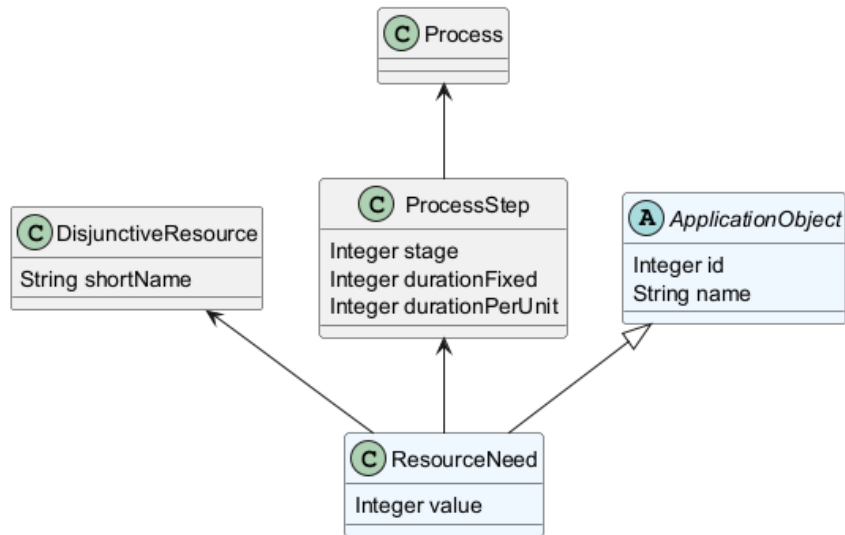 C Process
C DisjunctiveResource
String shortName
C ProcessStep
Integer stage
Integer durationFixed
Integer durationPerUnit
A ApplicationObject
Integer id
String name
C ResourceNeed
Integer value